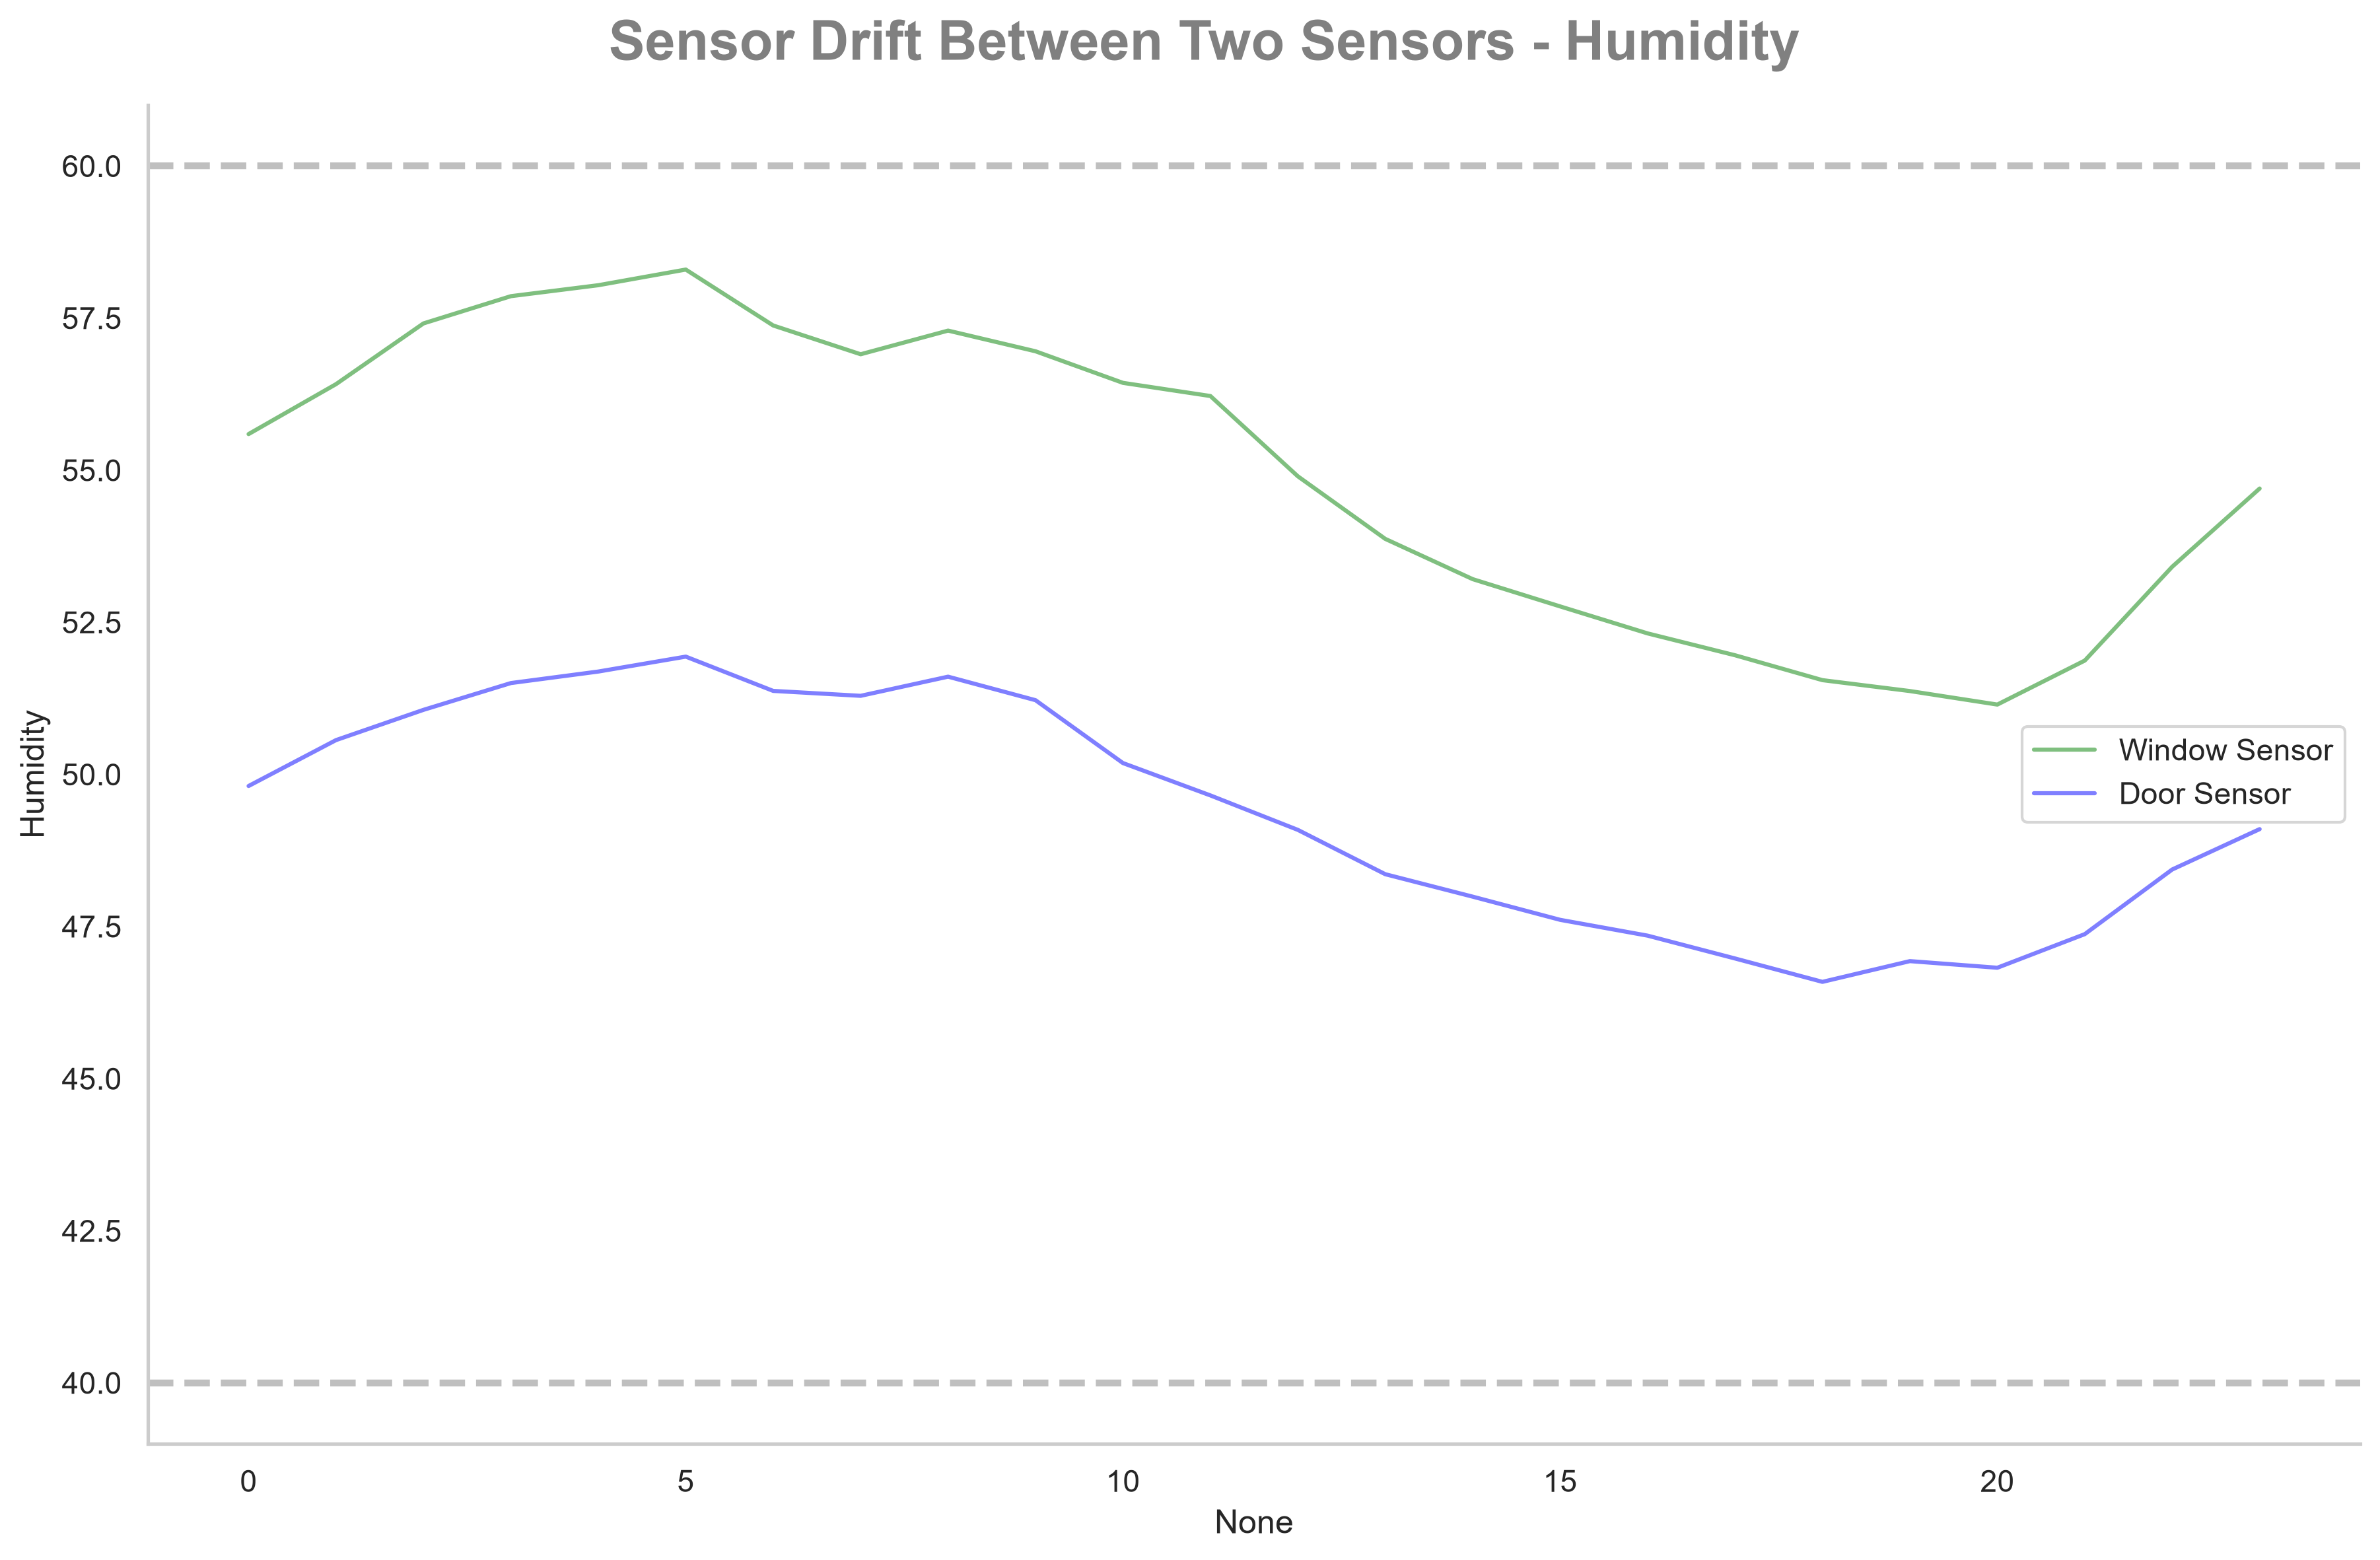 Sensor Drift Between Two Sensors - Humidity
60.0
57.5
55.0
52.5
50.0
47.5
45.0
42.5
40.0
Humidity
Window Sensor
Door Sensor
0 5 10 15 20
None